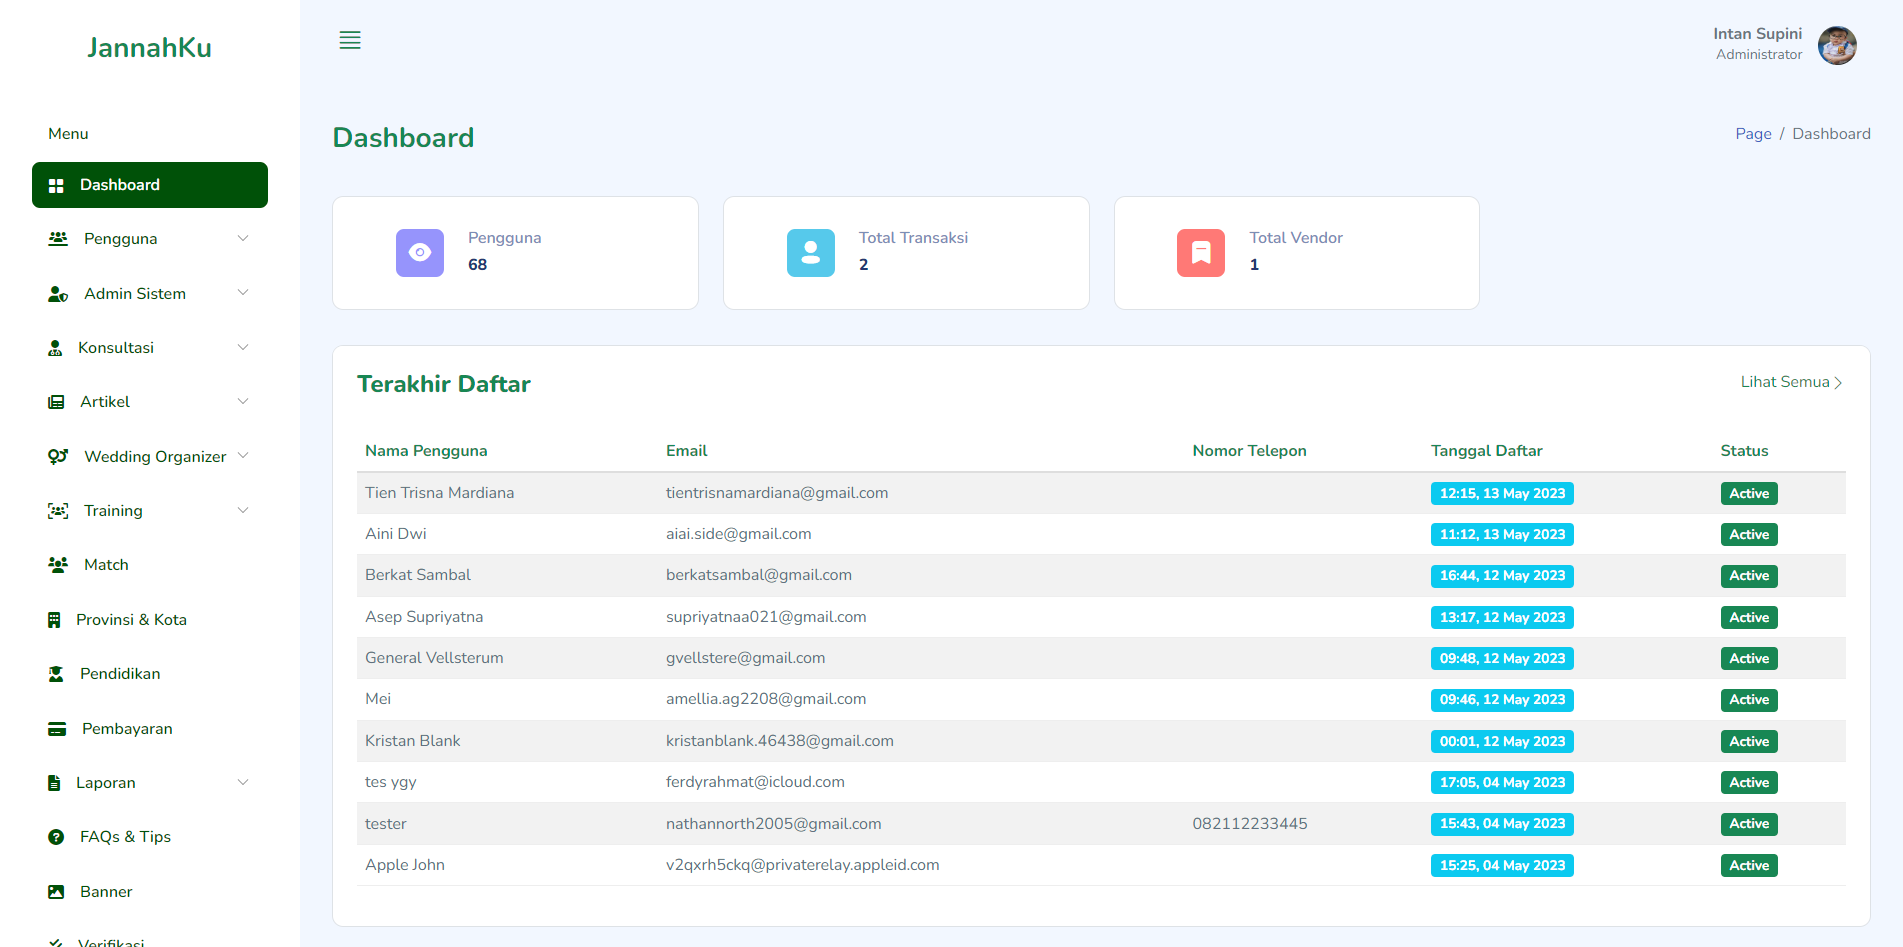 JannahKu
Menu
Dashboard
Pengguna
Admin Sistem
Konsultasi
Artikel
Wedding Organizer
Training
Match
Provinsi & Kota
Pendidikan
Pembayaran
Laporan
FAQs & Tips
Banner
Verifikasi
Intan Supini
Administrator
Dashboard
Page / Dashboard
Pengguna
68
Total Transaksi
2
Total Vendor
1
Terakhir Daftar
Lihat Semua
Nama Pengguna Email Nomor Telepon Tanggal Daftar Status
Tien Trisna Mardiana tientrisnamardiana@gmail.com 12:15, 13 May 2023 Active
Aini Dwi aiai.side@gmail.com 11:12, 13 May 2023 Active
Berkat Sambal berkatsambal@gmail.com 16:44, 12 May 2023 Active
Asep Supriyatna supriyatnaa021@gmail.com 13:17, 12 May 2023 Active
General Vellsterum gvellstere@gmail.com 09:48, 12 May 2023 Active
Mei amellia.ag2208@gmail.com 09:46, 12 May 2023 Active
Kristan Blank kristanblank.46438@gmail.com 00:01, 12 May 2023 Active
tes ygy ferdyrahmat@icloud.com 17:05, 04 May 2023 Active
tester nathannorth2005@gmail.com 082112233445 15:43, 04 May 2023 Active
Apple John v2qxrh5ckq@privaterelay.appleid.com 15:25, 04 May 2023 Active